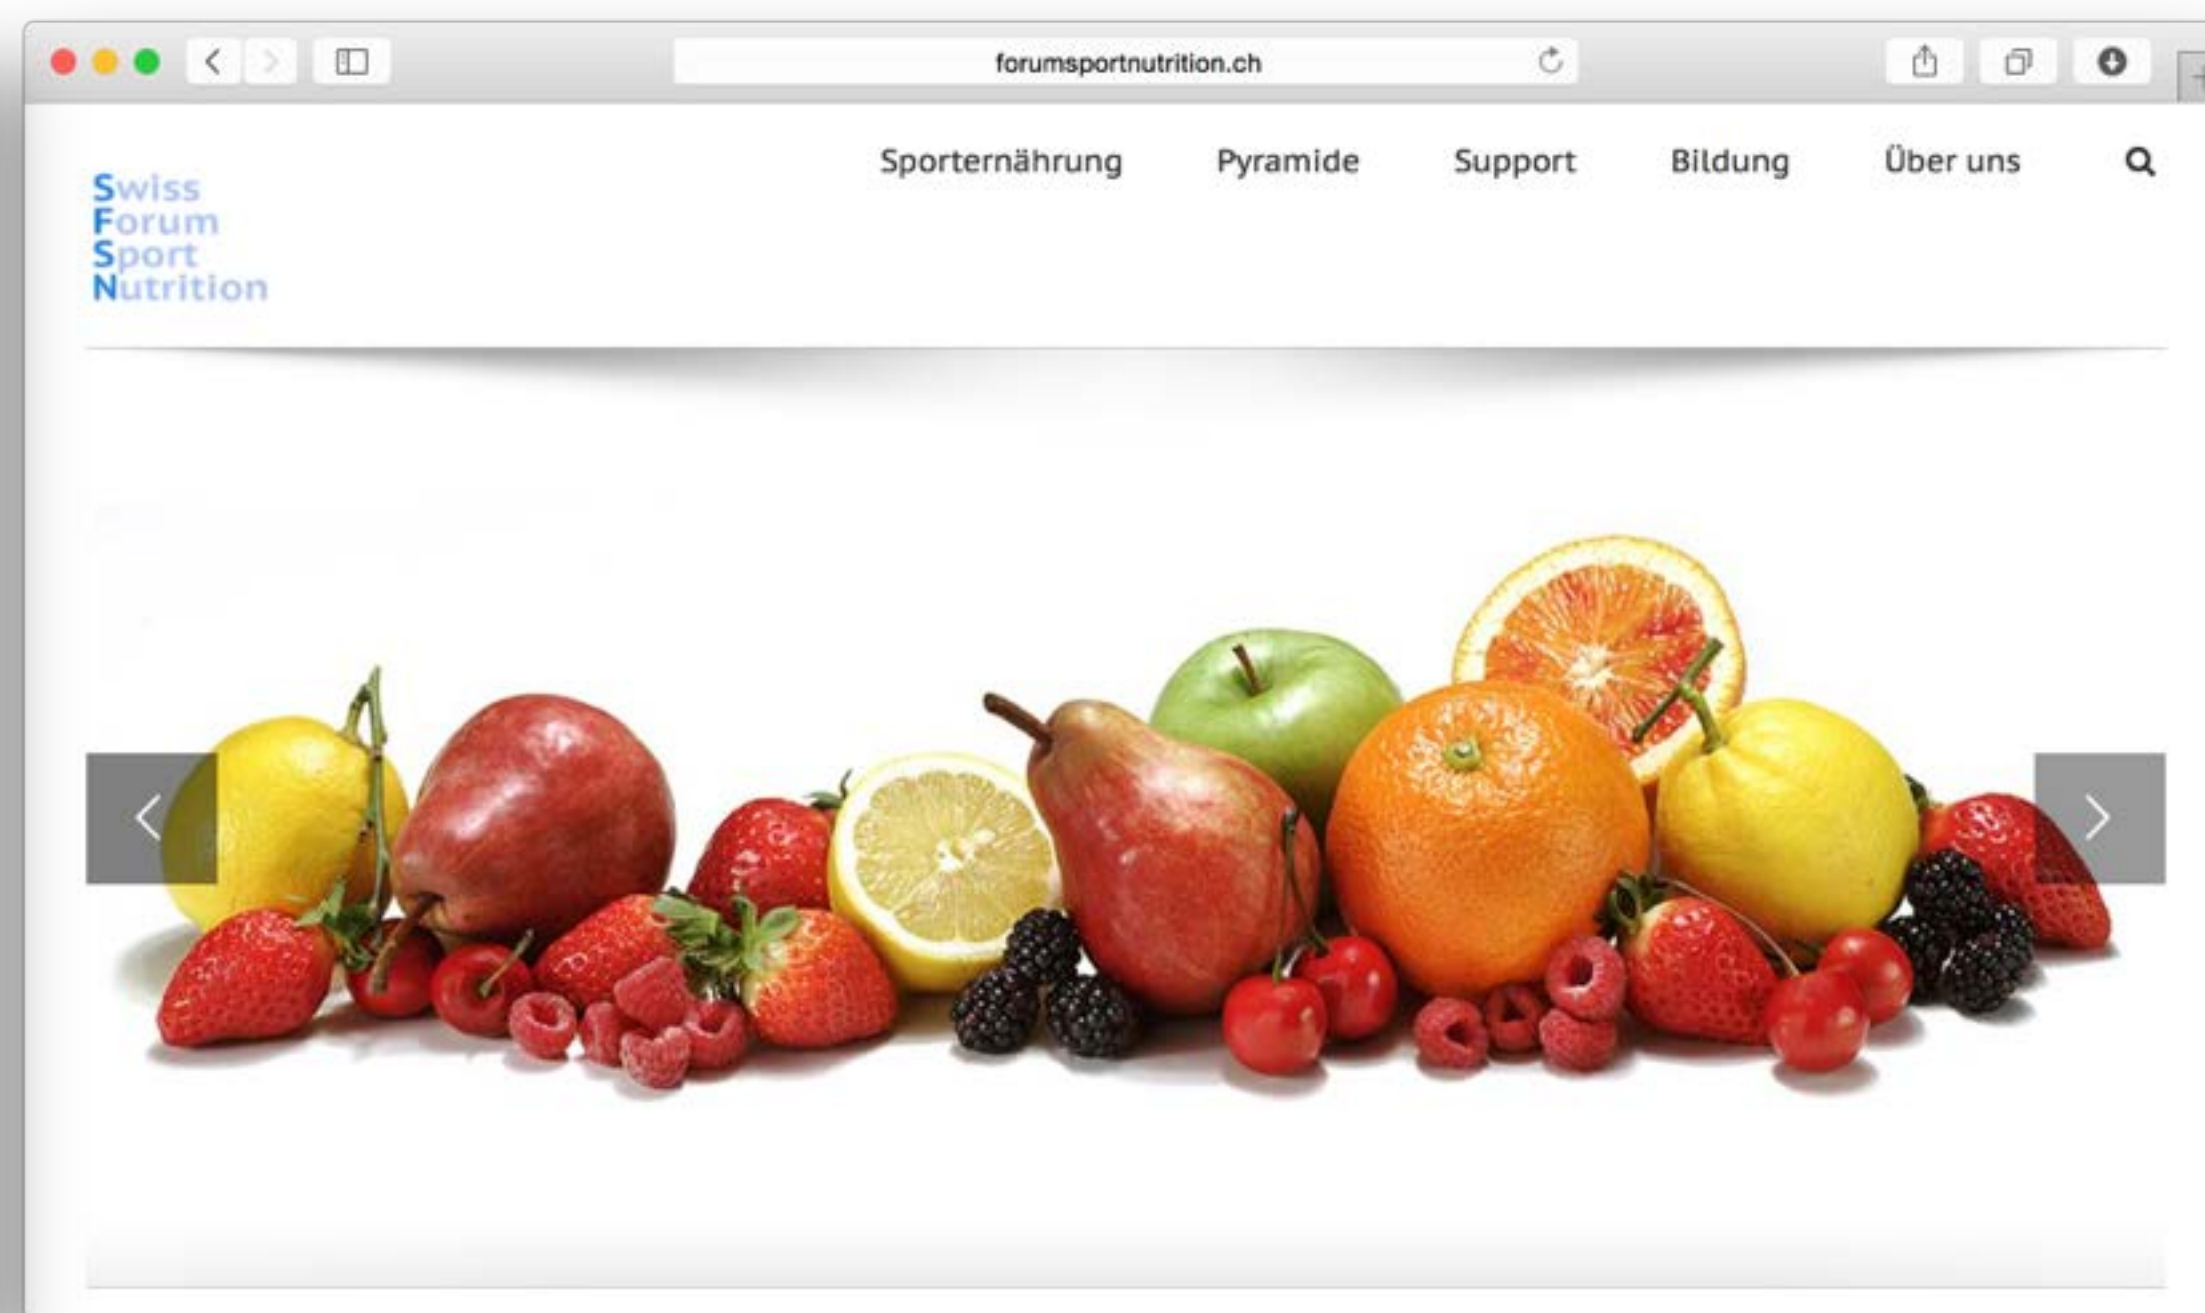 forumsportnutrition.ch
Sporternährung Pyramide Support Bildung Über uns
Swiss
Forum
Sport
Nutrition